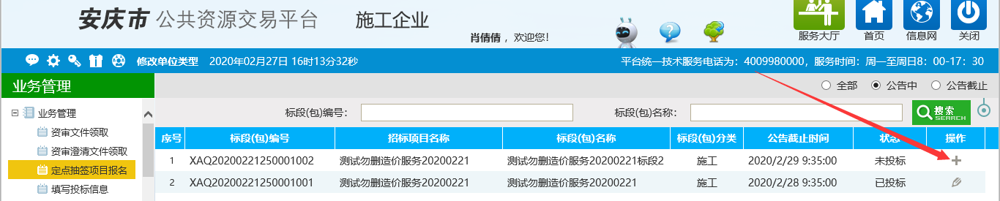 安庆市 公共资源交易平台 施工企业
肖倩倩 ，欢迎您！
服务大厅 首页 信息网 关闭
修改单位类型 2020年02月27日 16时13分32秒 平台统一技术服务电话为：4009980000，服务时间：周一至周日8：00-17：30
业务管理
全部 公告中 公告截止
业务管理
标段(包)编号： 标段(包)名称： 搜索 SEARCH
资审文件领取
资审澄清文件领取
定点抽签项目报名
填写投标信息
序号 标段(包)编号 招标项目名称 标段(包)名称 标段(包)分类 公告截止时间 状态 操作
1 XAQ20200221250001002 测试勿删造价服务20200221 测试勿删造价服务20200221标段2 施工 2020/2/29 9:35:00 未投标
2 XAQ20200221250001001 测试勿删造价服务20200221 测试勿删造价服务20200221 施工 2020/2/28 9:35:00 已投标